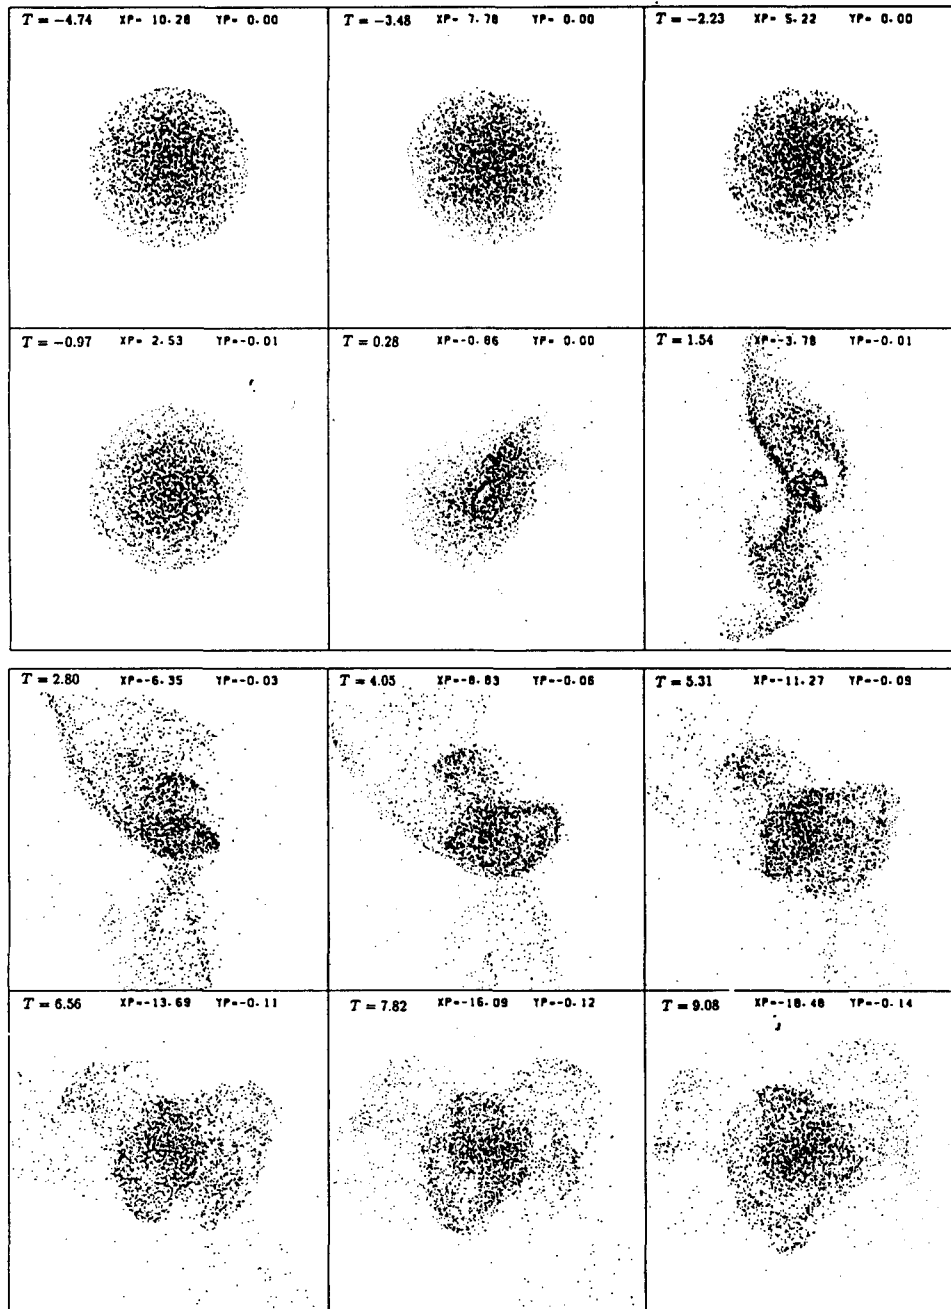 T = −4.74 XP= 10.28 YP= 0.00
T = −3.48 XP= 7.78 YP= 0.00
T = −2.23 XP= 5.22 YP= 0.00
T = −0.97 XP= 2.53 YP=-0.01
T = 0.28 XP=-0.86 YP= 0.00
T = 1.54 XP=-3.78 YP=-0.01
T = 2.80 XP=-6.35 YP=-0.03
T = 4.05 XP=-8.83 YP=-0.06
T = 5.31 XP=-11.27 YP=-0.09
T = 6.56 XP=-13.69 YP=-0.11
T = 7.82 XP=-16.09 YP=-0.12
T = 9.08 XP=-18.48 YP=-0.14